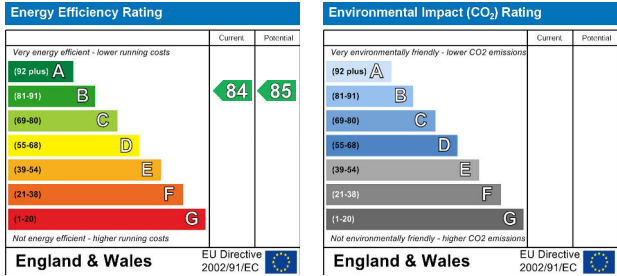 Energy Efficiency Rating
Current Potential
Very energy efficient - lower running costs
(92 plus) A
(81-91) B 84 85
(69-80) C
(55-68) D
(39-54) E
(21-38) F
(1-20) G
Not energy efficient - higher running costs
England & Wales
EU Directive
2002/91/EC
Environmental Impact (CO₂) Rating
Current Potential
Very environmentally friendly - lower CO2 emissions
(92 plus) A
(81-91) B
(69-80) C
(55-68) D
(39-54) E
(21-38) F
(1-20) G
Not environmentally friendly - higher CO2 emissions
England & Wales
EU Directive
2002/91/EC